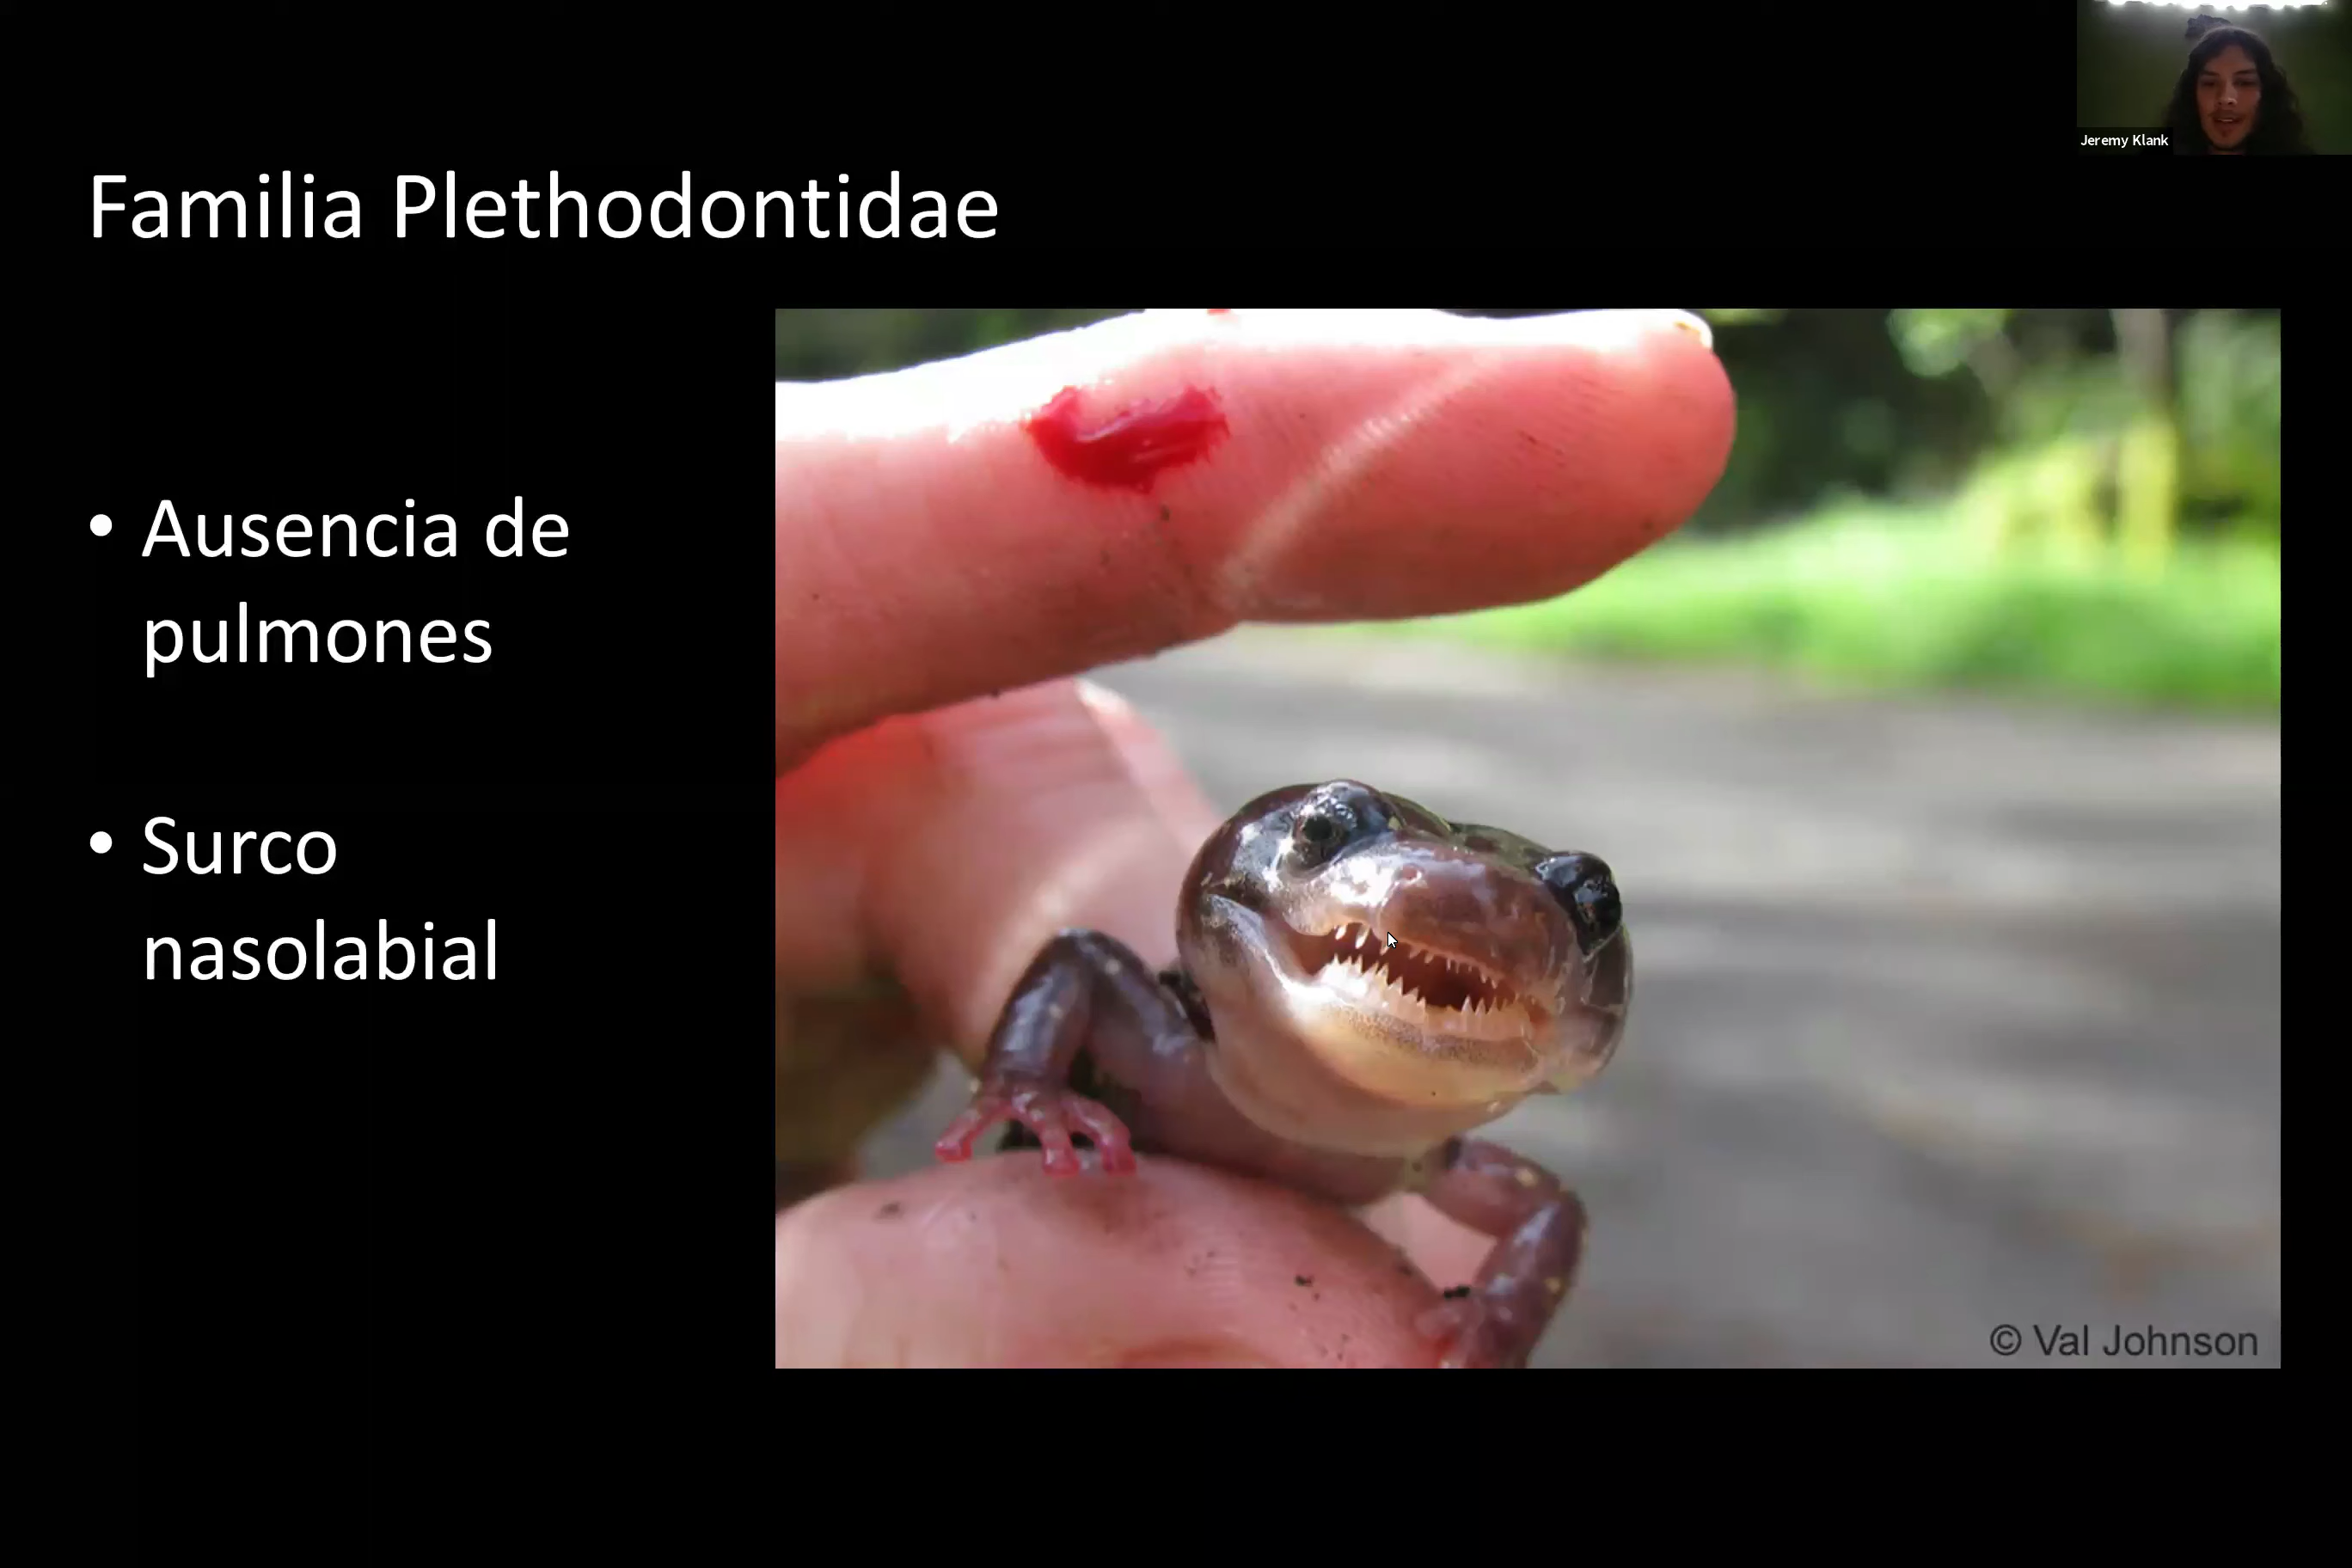 Jeremy Klank
Familia Plethodontidae
• Ausencia de
pulmones
• Surco
nasolabial
© Val Johnson